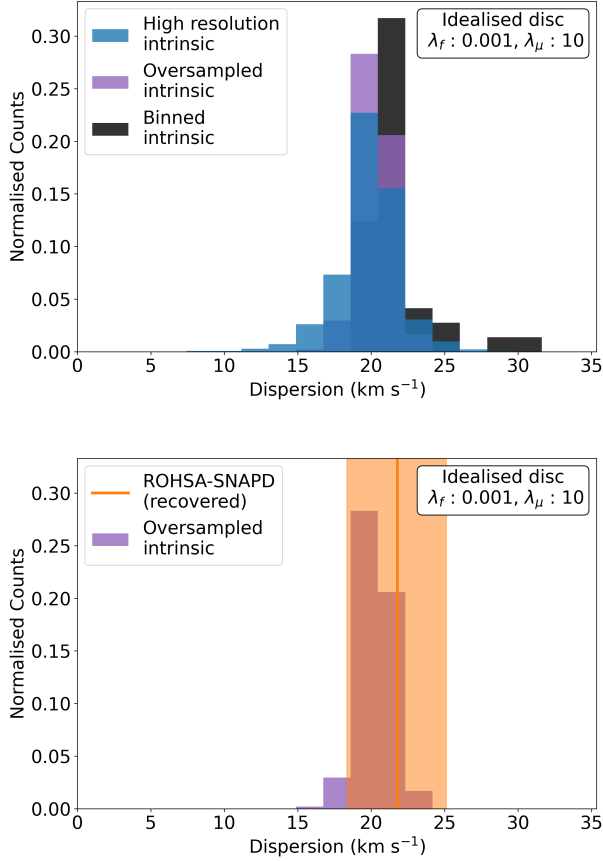 High resolution
intrinsic
Oversampled
intrinsic
Binned
intrinsic
Idealised disc
λ_f : 0.001, λ_μ : 10
Normalised Counts
0.30
0.25
0.20
0.15
0.10
0.05
0.00
0 5 10 15 20 25 30 35
Dispersion (km s⁻¹)
ROHSA-SNAPD
(recovered)
Oversampled
intrinsic
Idealised disc
λ_f : 0.001, λ_μ : 10
Normalised Counts
0.30
0.25
0.20
0.15
0.10
0.05
0.00
0 5 10 15 20 25 30 35
Dispersion (km s⁻¹)